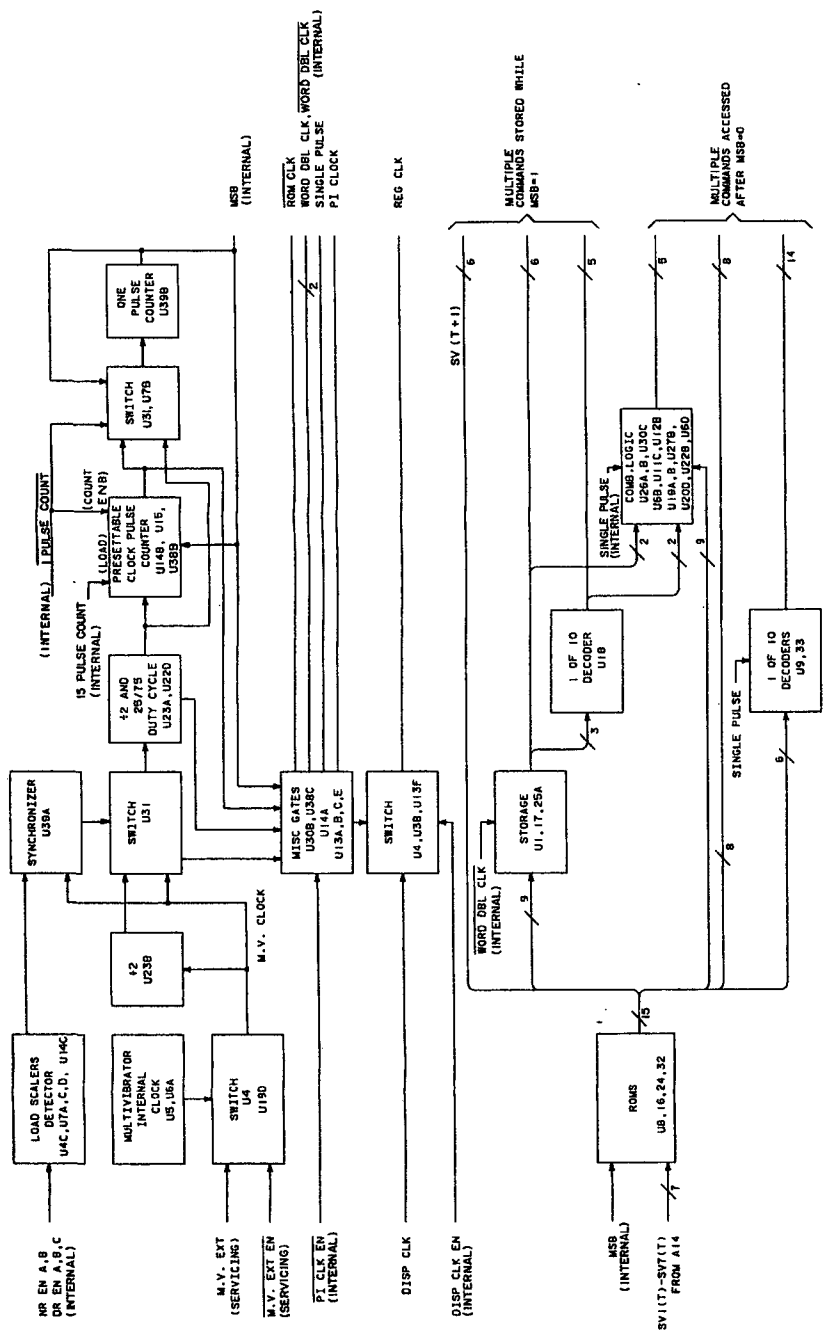 NR EN A,B
DR EN A,B,C
(INTERNAL)
LOAD SCALERS
DETECTOR
U4C,U7A,C,D, U14C
SYNCHRONIZER
U39A
MULTIVIBRATOR
INTERNAL
CLOCK
U5,U6A
÷2
U23B
SWITCH
U31
÷2 AND
25/75
DUTY CYCLE
U23A,U22D
15 PULSE COUNT
(INTERNAL)
(INTERNAL)
1 PULSE COUNT
(LOAD)
(COUNT
ENB)
PRESETTABLE
CLOCK PULSE
COUNTER
U14B, U15,
U38B
SWITCH
U31,U7B
ONE
PULSE
COUNTER
U39B
MSB
(INTERNAL)
M.V. EXT
(SERVICING)
M.V. EXT EN
(SERVICING)
SWITCH
U4
U19D
M.V. CLOCK
PI CLK EN
(INTERNAL)
MISC GATES
U30B,U38C
U14A
U13A,B,C,E
ROM CLK
WORD DBL CLK,WORD DBL CLK
(INTERNAL)
2
SINGLE PULSE
PI CLOCK
DISP CLK
DISP CLK EN
(INTERNAL)
SWITCH
U4,U3B,U13F
REG CLK
MSB
(INTERNAL)
SV1(T)-SV7(T)
FROM A14
7
ROMS
U8,16,24,32
15
SV(T+1)
6
WORD DBL CLK
(INTERNAL)
9
STORAGE
U1,17,25A
6
3
1 OF 10
DECODER
U18
5
MULTIPLE
COMMANDS STORED WHILE
MSB=1
SINGLE PULSE
(INTERNAL)
2
2
9
COMB.LOGIC
U26A,B,U30C
U6B,U11C,U12B
U19A,B,U27B,
U20D,U22B,U6D
8
8
SINGLE PULSE
6
1 OF 10
DECODERS
U9,33
14
MULTIPLE
COMMANDS ACCESSED
AFTER MSB=0